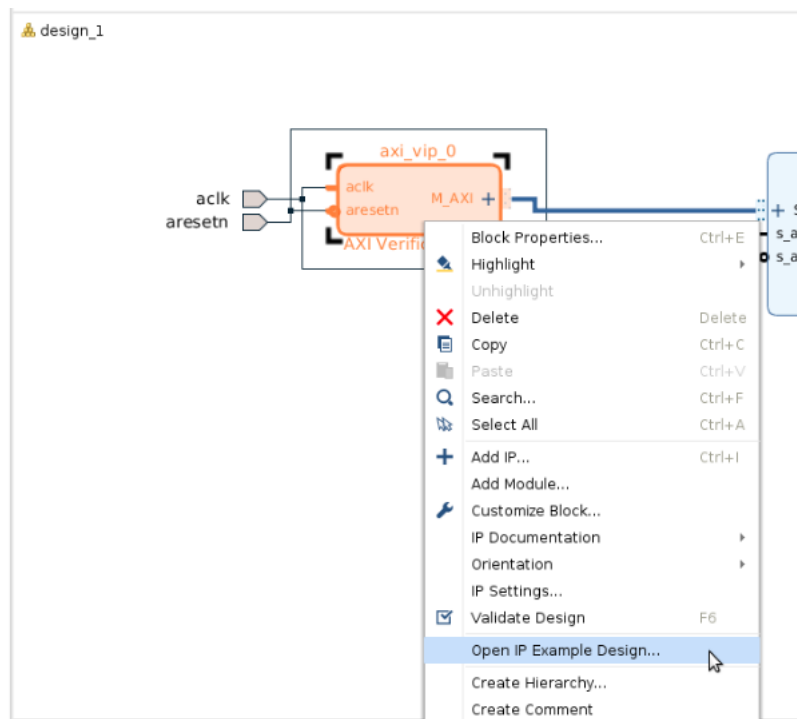 design_1
axi_vip_0
aclk
aresetn
M_AXI
aclk
aresetn
AXI Verific
S
s_a
s_a
Block Properties... Ctrl+E
Highlight
Unhighlight
Delete Delete
Copy Ctrl+C
Paste Ctrl+V
Search... Ctrl+F
Select All Ctrl+A
Add IP... Ctrl+I
Add Module...
Customize Block...
IP Documentation
Orientation
IP Settings...
Validate Design F6
Open IP Example Design...
Create Hierarchy...
Create Comment